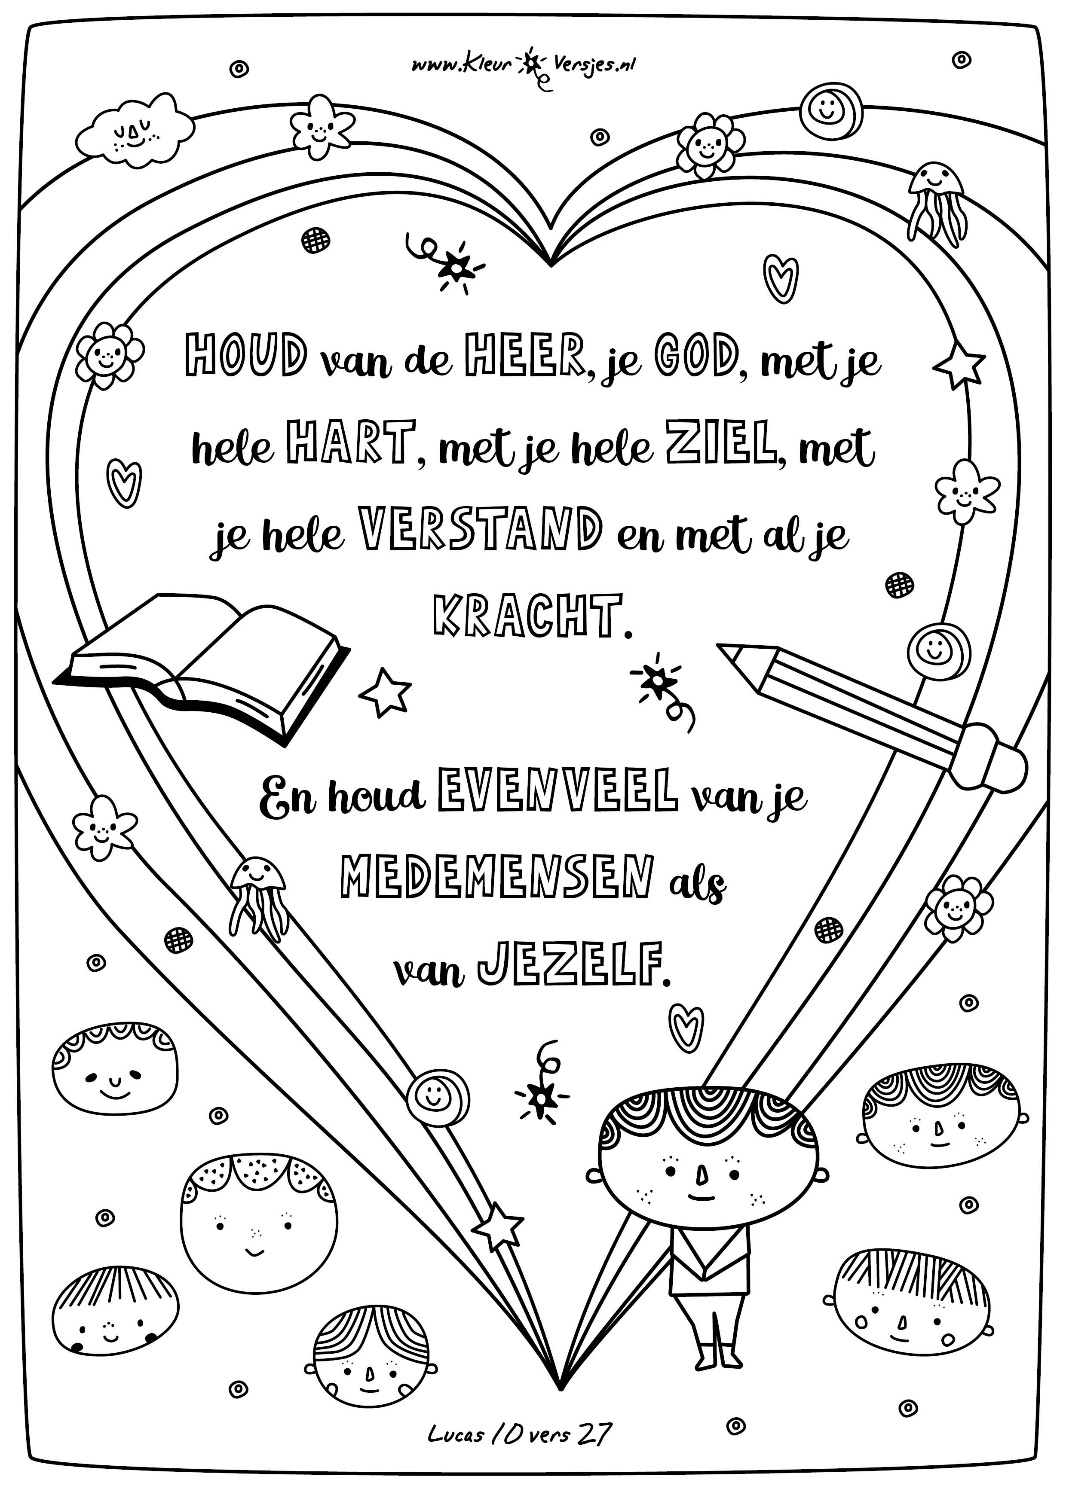 www.KleurVersjes.nl
HOUD van de HEER, je GOD, met je
hele HART, met je hele ZIEL, met
je hele VERSTAND en met al je
KRACHT.
En houd EVENVEEL van je
MEDEMENSEN als
van JEZELF.
Lucas 10 vers 27